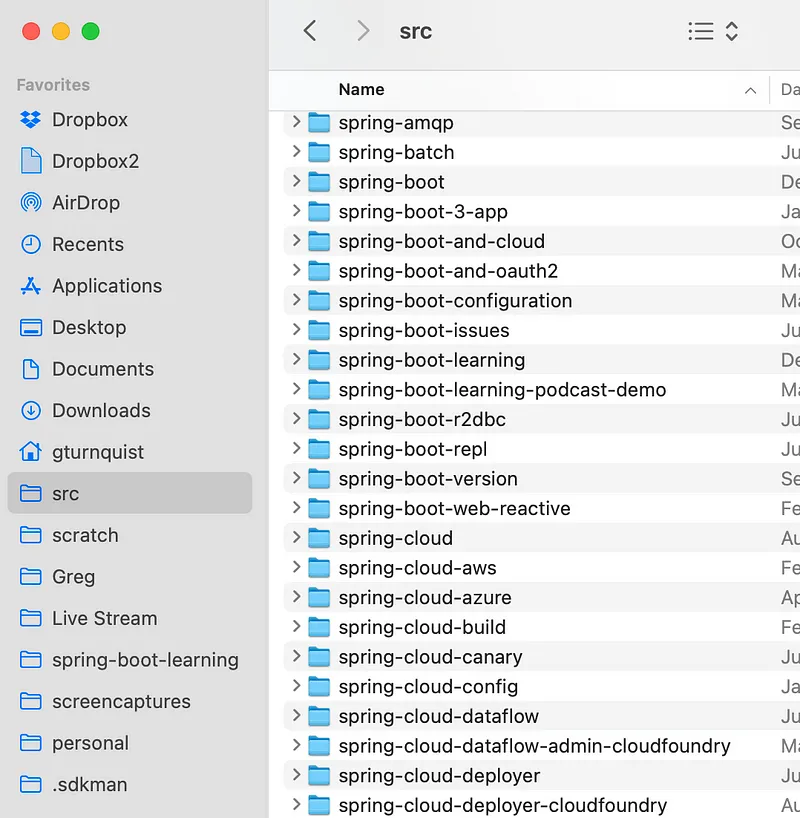 src
Favorites
Dropbox
Dropbox2
AirDrop
Recents
Applications
Desktop
Documents
Downloads
gturnquist
src
scratch
Greg
Live Stream
spring-boot-learning
screencaptures
personal
.sdkman
Name Da
spring-amqp Se
spring-batch Ju
spring-boot De
spring-boot-3-app Ja
spring-boot-and-cloud Oc
spring-boot-and-oauth2 Ma
spring-boot-configuration Ma
spring-boot-issues Ju
spring-boot-learning De
spring-boot-learning-podcast-demo Ma
spring-boot-r2dbc Ju
spring-boot-repl Ju
spring-boot-version Se
spring-boot-web-reactive Fe
spring-cloud Au
spring-cloud-aws Fe
spring-cloud-azure Ap
spring-cloud-build Fe
spring-cloud-canary Ju
spring-cloud-config Ja
spring-cloud-dataflow Ju
spring-cloud-dataflow-admin-cloudfoundry Ma
spring-cloud-deployer Ju
spring-cloud-deployer-cloudfoundry Au